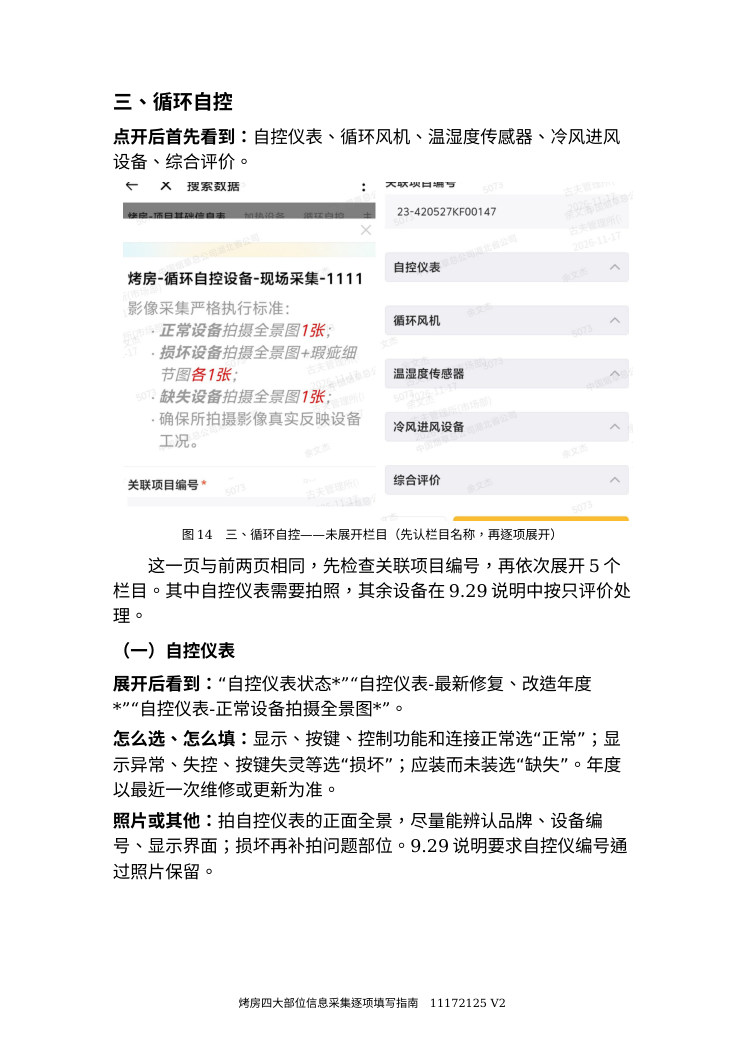 三、循环自控
点开后首先看到：自控仪表、循环风机、温湿度传感器、冷风进风
设备、综合评价。
搜索数据
烤房-项目基础信息表 加热设备 循环自控
烤房-循环自控设备-现场采集-1111
影像采集严格执行标准：
· 正常设备拍摄全景图1张；
· 损坏设备拍摄全景图+瑕疵细
节图各1张；
· 缺失设备拍摄全景图1张；
· 确保所拍摄影像真实反映设备
工况。
关联项目编号*
关联项目编号
23-420527KF00147
自控仪表
循环风机
温湿度传感器
冷风进风设备
综合评价
图 14 三、循环自控——未展开栏目（先认栏目名称，再逐项展开）
这一页与前两页相同，先检查关联项目编号，再依次展开 5 个
栏目。其中自控仪表需要拍照，其余设备在 9.29 说明中按只评价处
理。
（一）自控仪表
展开后看到：“自控仪表状态*”“自控仪表-最新修复、改造年度
*”“自控仪表-正常设备拍摄全景图*”。
怎么选、怎么填：显示、按键、控制功能和连接正常选“正常”；显
示异常、失控、按键失灵等选“损坏”；应装而未装选“缺失”。年度
以最近一次维修或更新为准。
照片或其他：拍自控仪表的正面全景，尽量能辨认品牌、设备编
号、显示界面；损坏再补拍问题部位。9.29 说明要求自控仪编号通
过照片保留。
烤房四大部位信息采集逐项填写指南 11172125 V2